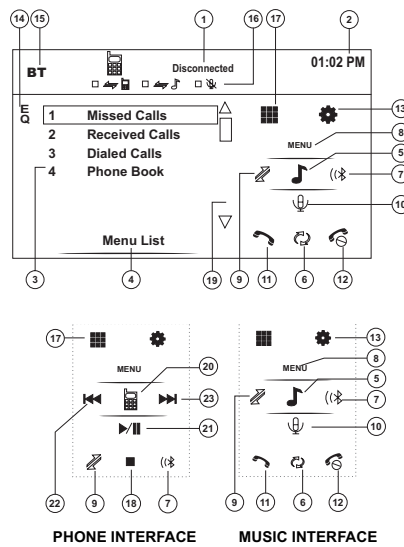 14 15 1 16 17 2
BT
Disconnected
01:02 PM
EQ
1 Missed Calls
2 Received Calls
3 Dialed Calls
4 Phone Book
Menu List
MENU
13
8
5
7
10
3 4 19 9 11 6 12
17
MENU
20
23
21
22 9 18 7
PHONE INTERFACE
MENU
13
8
5
7
10
9 11 6 12
MUSIC INTERFACE